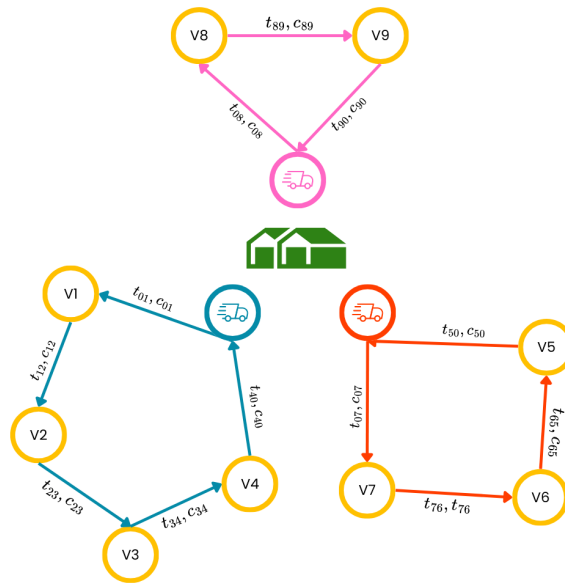 t₈₉, c₈₉
V8
V9
t₀₈, c₀₈
t₉₀, c₉₀
V1
t₀₁, c₀₁
t₁₂, c₁₂
t₄₀, c₄₀
V2
t₂₃, c₂₃
V4
t₃₄, c₃₄
V3
t₅₀, c₅₀
V5
t₀₇, c₀₇
t₆₅, c₆₅
V7
V6
t₇₆, t₇₆